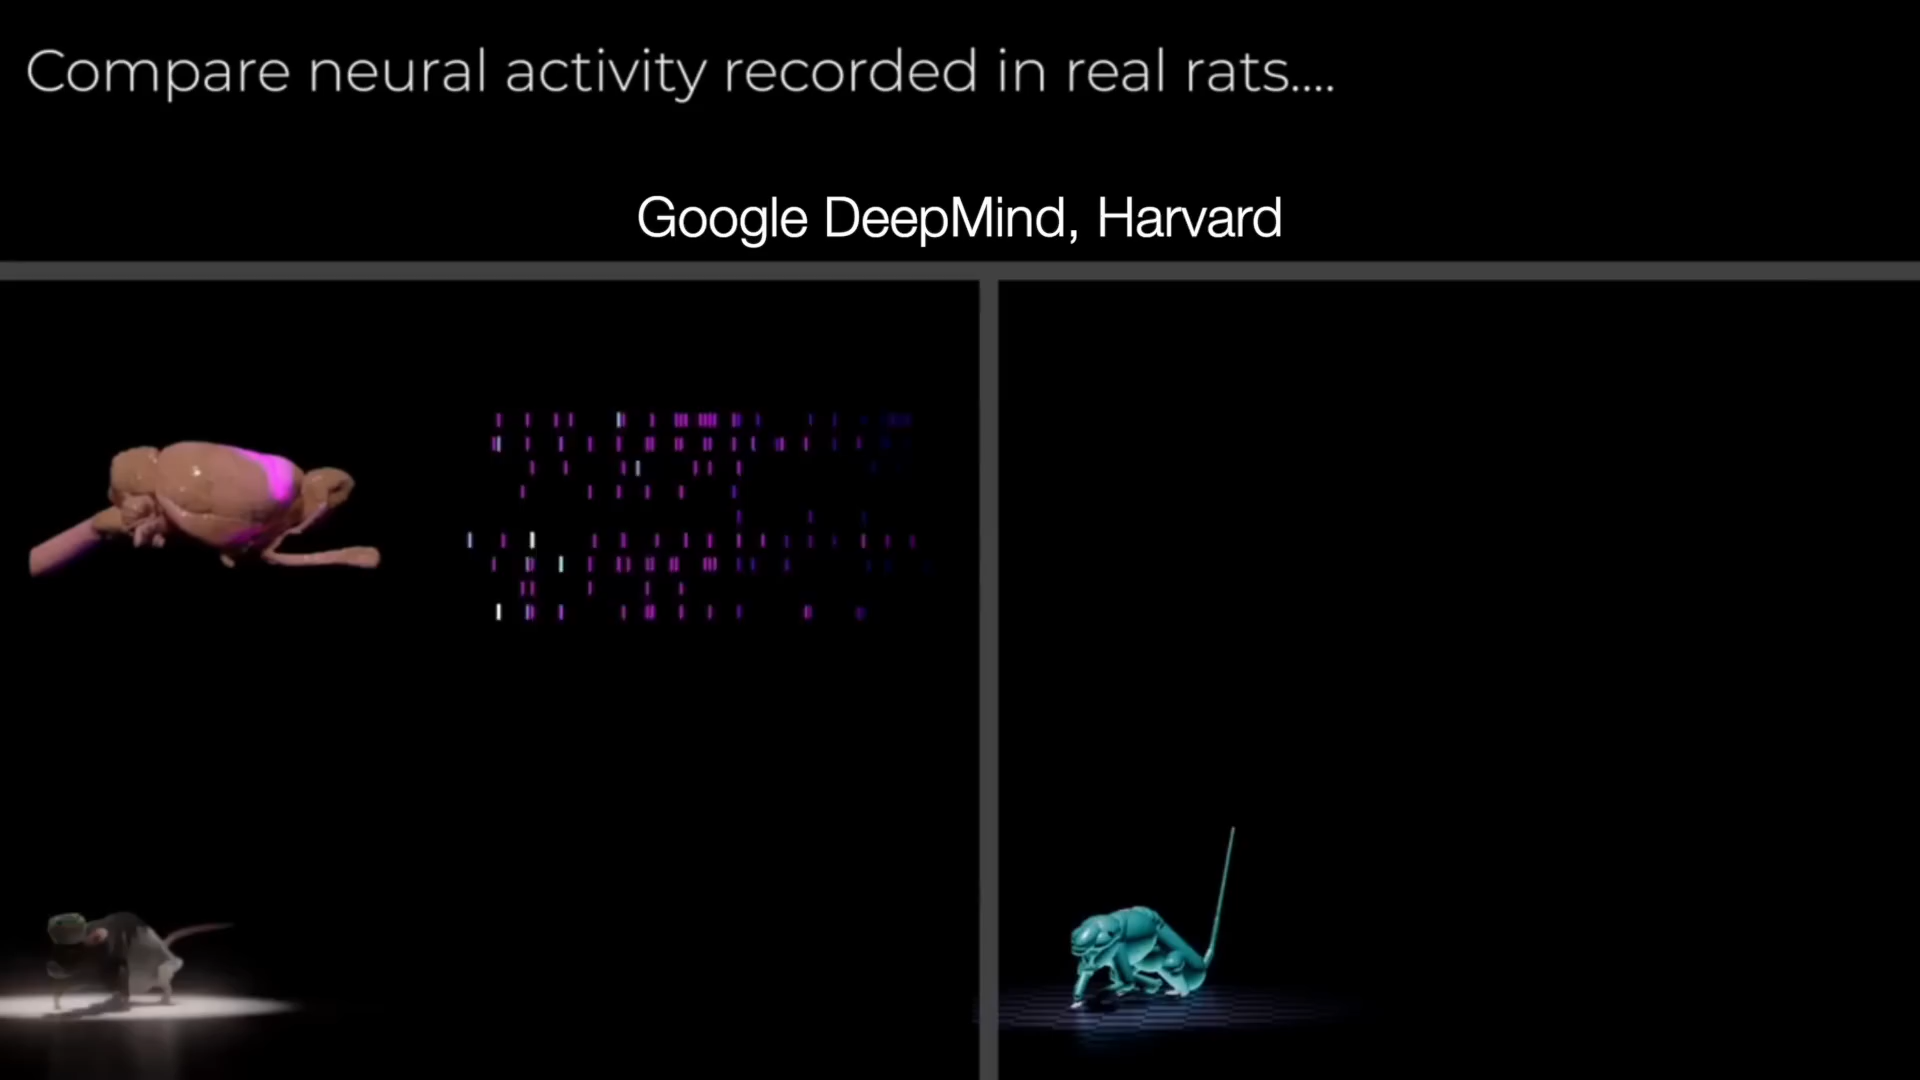 Compare neural activity recorded in real rats....
Google DeepMind, Harvard